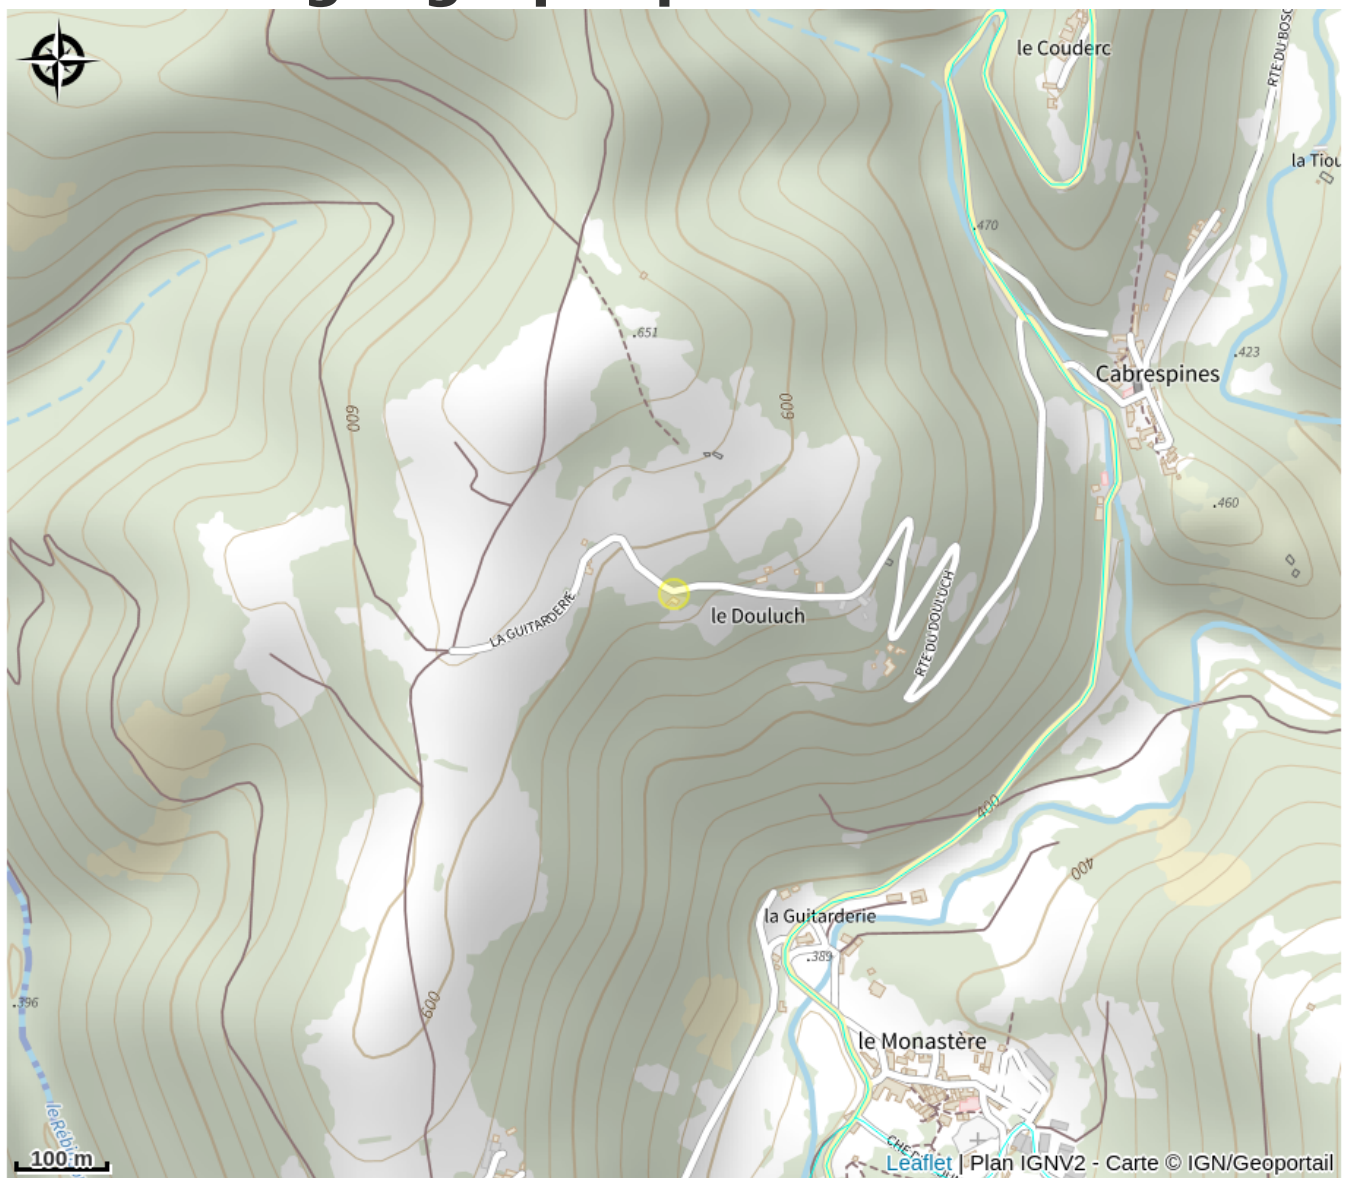 le Couderc
RTE DU BOSC
la Tiou
.470
.651
Cabrespines
.423
600
600
.460
LA GUITARDERIE
le Douluch
RTE DU DOULUCH
400
400
la Guitarderie
.389
600
.396
le Monastère
100 m
Leaflet | Plan IGNV2 - Carte © IGN/Geoportail